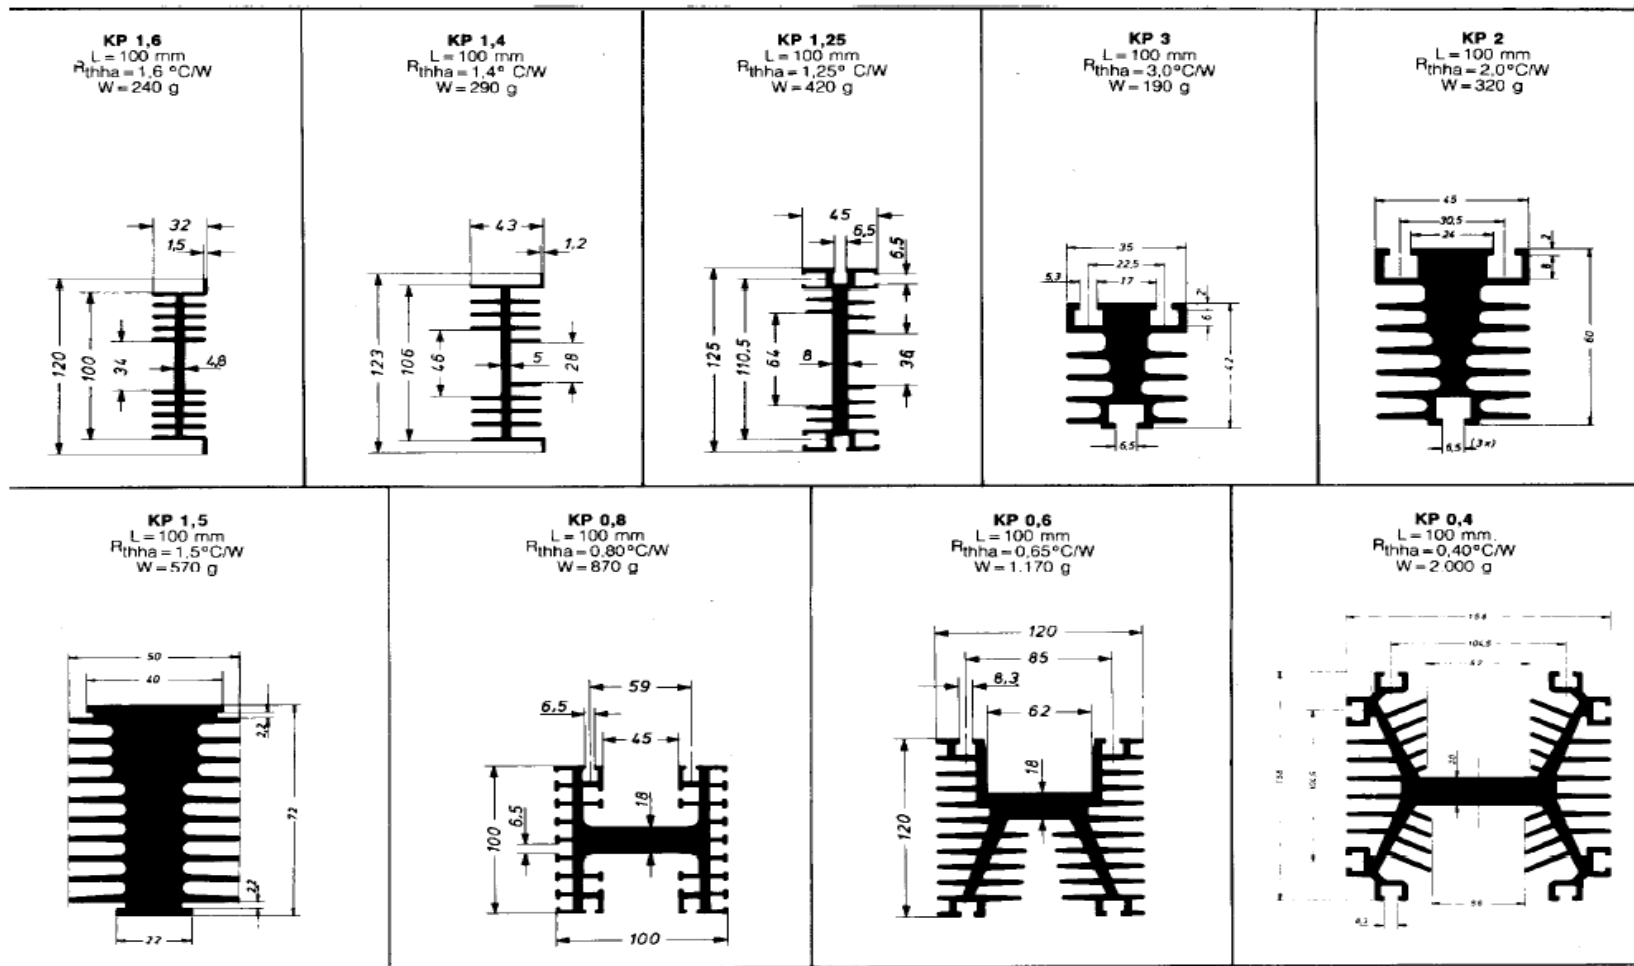 KP 1,6
L = 100 mm
Rthha = 1,6 °C/W
W = 240 g
32
1,5
120
100
34
4,8
KP 1,4
L = 100 mm
Rthha = 1,4° C/W
W = 290 g
43
1,2
123
106
46
5
28
KP 1,25
L = 100 mm
Rthha = 1,25° C/W
W = 420 g
45
6,5
6,5
125
110,5
64
8
36
KP 3
L = 100 mm
Rthha = 3,0°C/W
W = 190 g
35
22,5
5,3
17
2
6
42
6,5
KP 2
L = 100 mm
Rthha = 2,0°C/W
W = 320 g
45
30,5
24
2
8
60
6,5 (3x)
KP 1,5
L = 100 mm
Rthha = 1,5°C/W
W = 570 g
50
40
2,2
72
2,2
22
KP 0,8
L = 100 mm
Rthha = 0,80°C/W
W = 870 g
59
6,5
45
18
6,5
100
100
KP 0,6
L = 100 mm
Rthha = 0,65°C/W
W = 1.170 g
120
85
8,3
62
18
120
KP 0,4
L = 100 mm.
Rthha = 0,40°C/W
W = 2.000 g
104,5
62
20
104,5
8,3